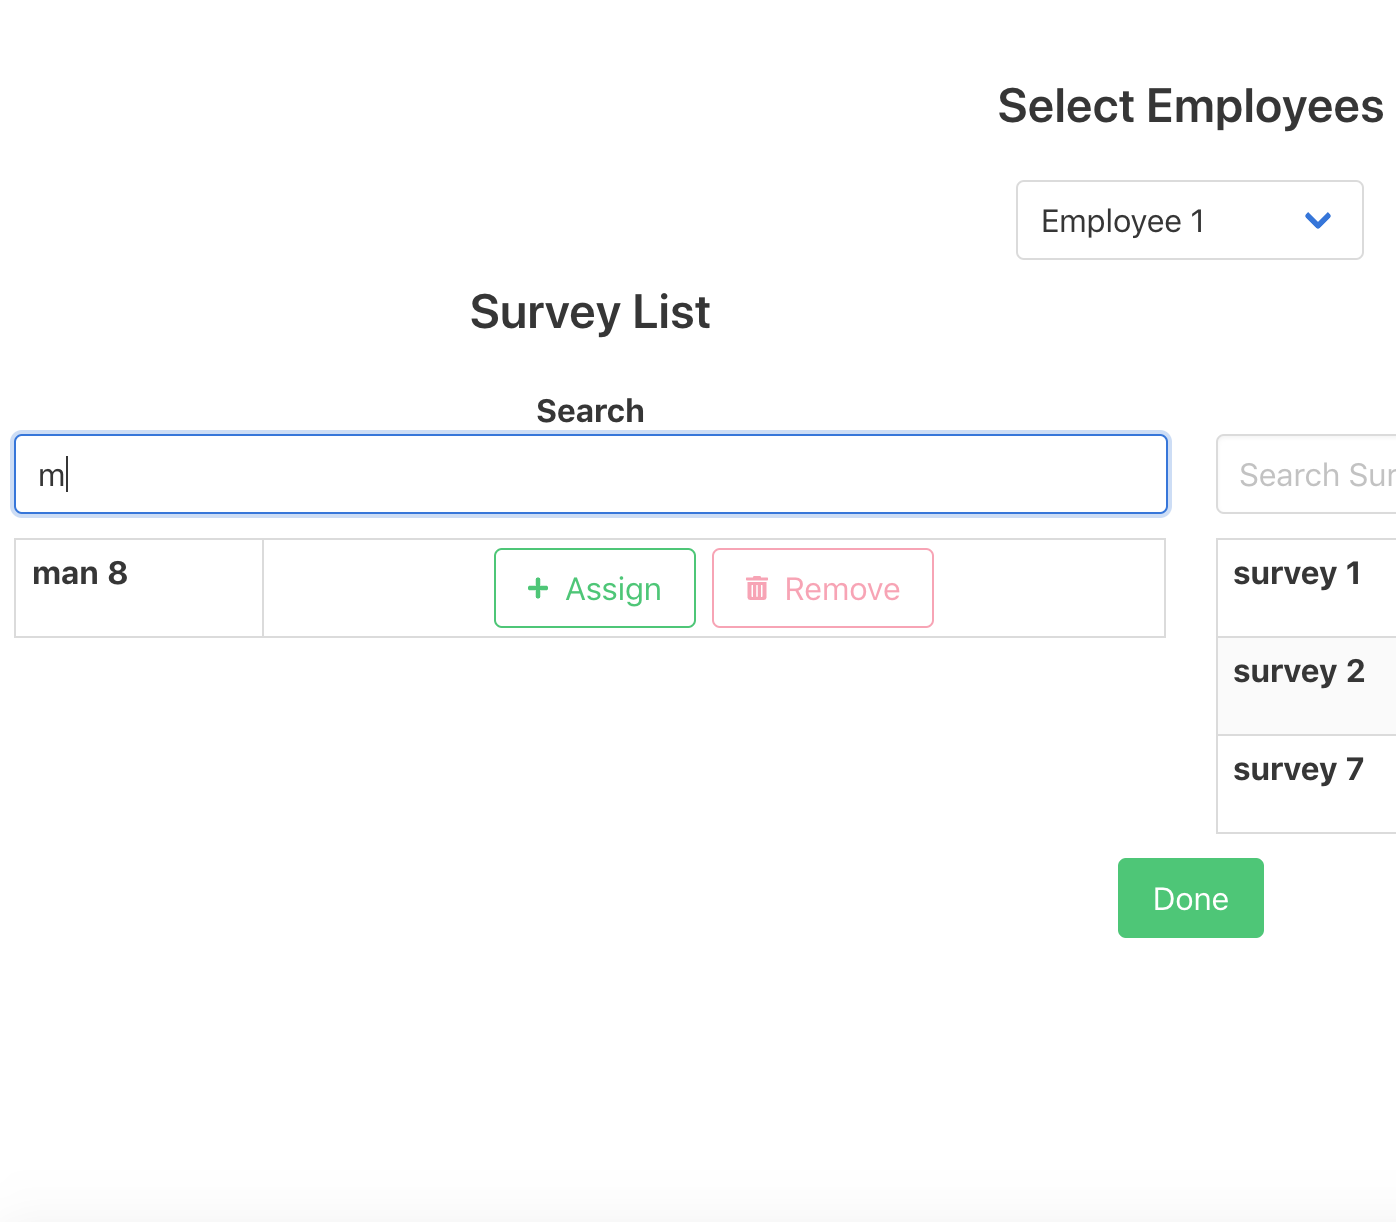 Select Employees
Employee 1
Survey List
Search
m
Search Sur
man 8
Assign
Remove
survey 1
survey 2
survey 7
Done